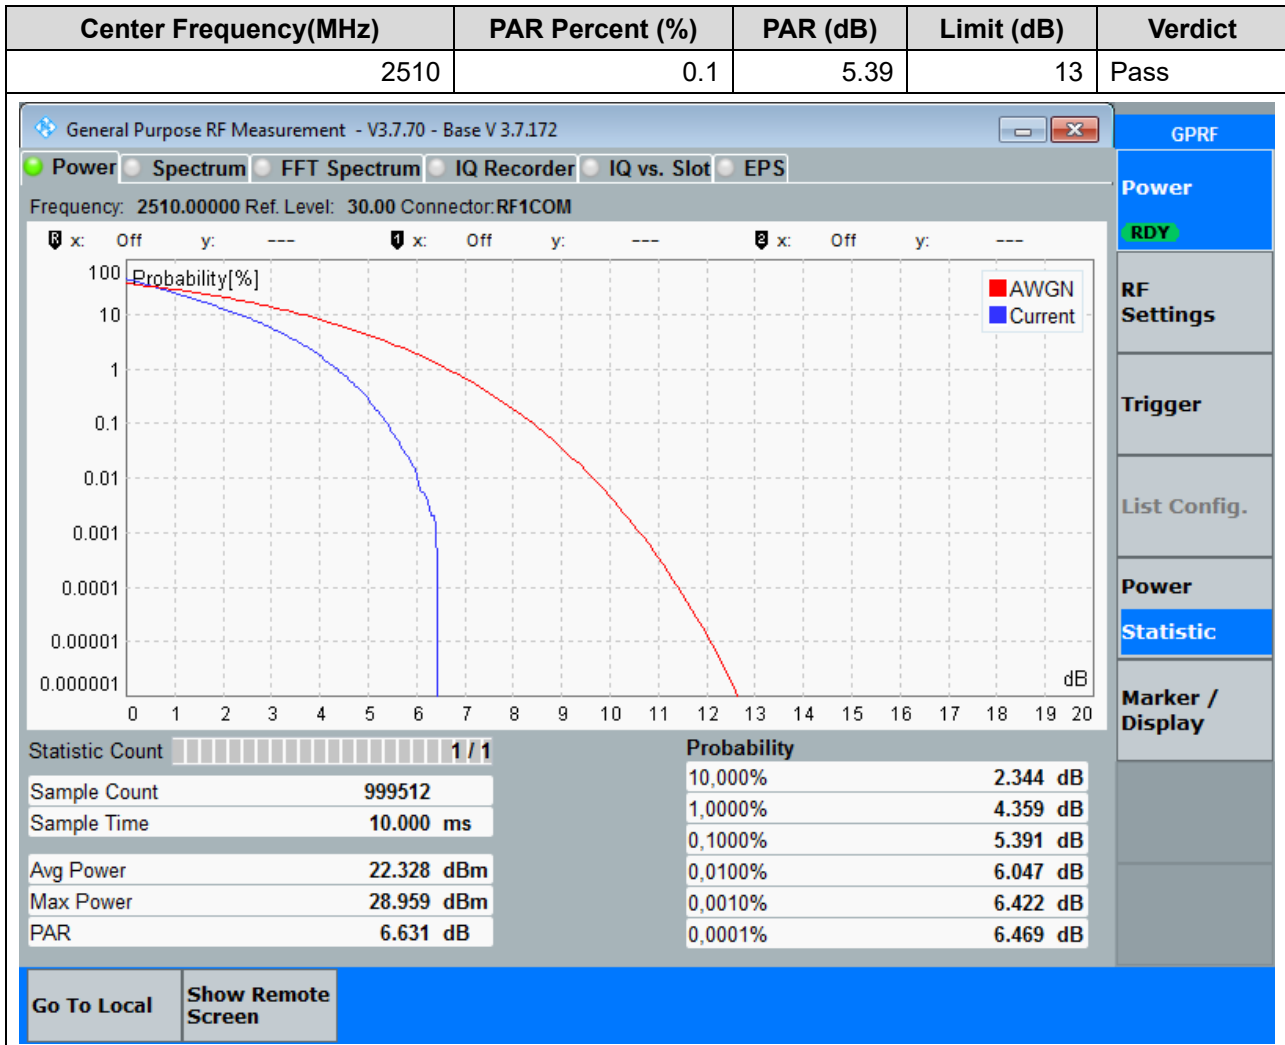 Center Frequency(MHz) PAR Percent (%) PAR (dB) Limit (dB) Verdict
2510 0.1 5.39 13 Pass
General Purpose RF Measurement - V3.7.70 - Base V 3.7.172
GPRF
Power Spectrum FFT Spectrum IQ Recorder IQ vs. Slot EPS
Frequency: 2510.00000 Ref. Level: 30.00 Connector:RF1COM
R x: Off y: --- 1 x: Off y: --- 2 x: Off y: ---
Probability[%]
100
10
1
0.1
0.01
0.001
0.0001
0.00001
0.000001
AWGN
Current
dB
0 1 2 3 4 5 6 7 8 9 10 11 12 13 14 15 16 17 18 19 20
Statistic Count 1 / 1
Sample Count 999512
Sample Time 10.000 ms
Avg Power 22.328 dBm
Max Power 28.959 dBm
PAR 6.631 dB
Probability
10,000% 2.344 dB
1,0000% 4.359 dB
0,1000% 5.391 dB
0,0100% 6.047 dB
0,0010% 6.422 dB
0,0001% 6.469 dB
Power
RDY
RF
Settings
Trigger
List Config.
Power
Statistic
Marker /
Display
Go To Local
Show Remote
Screen